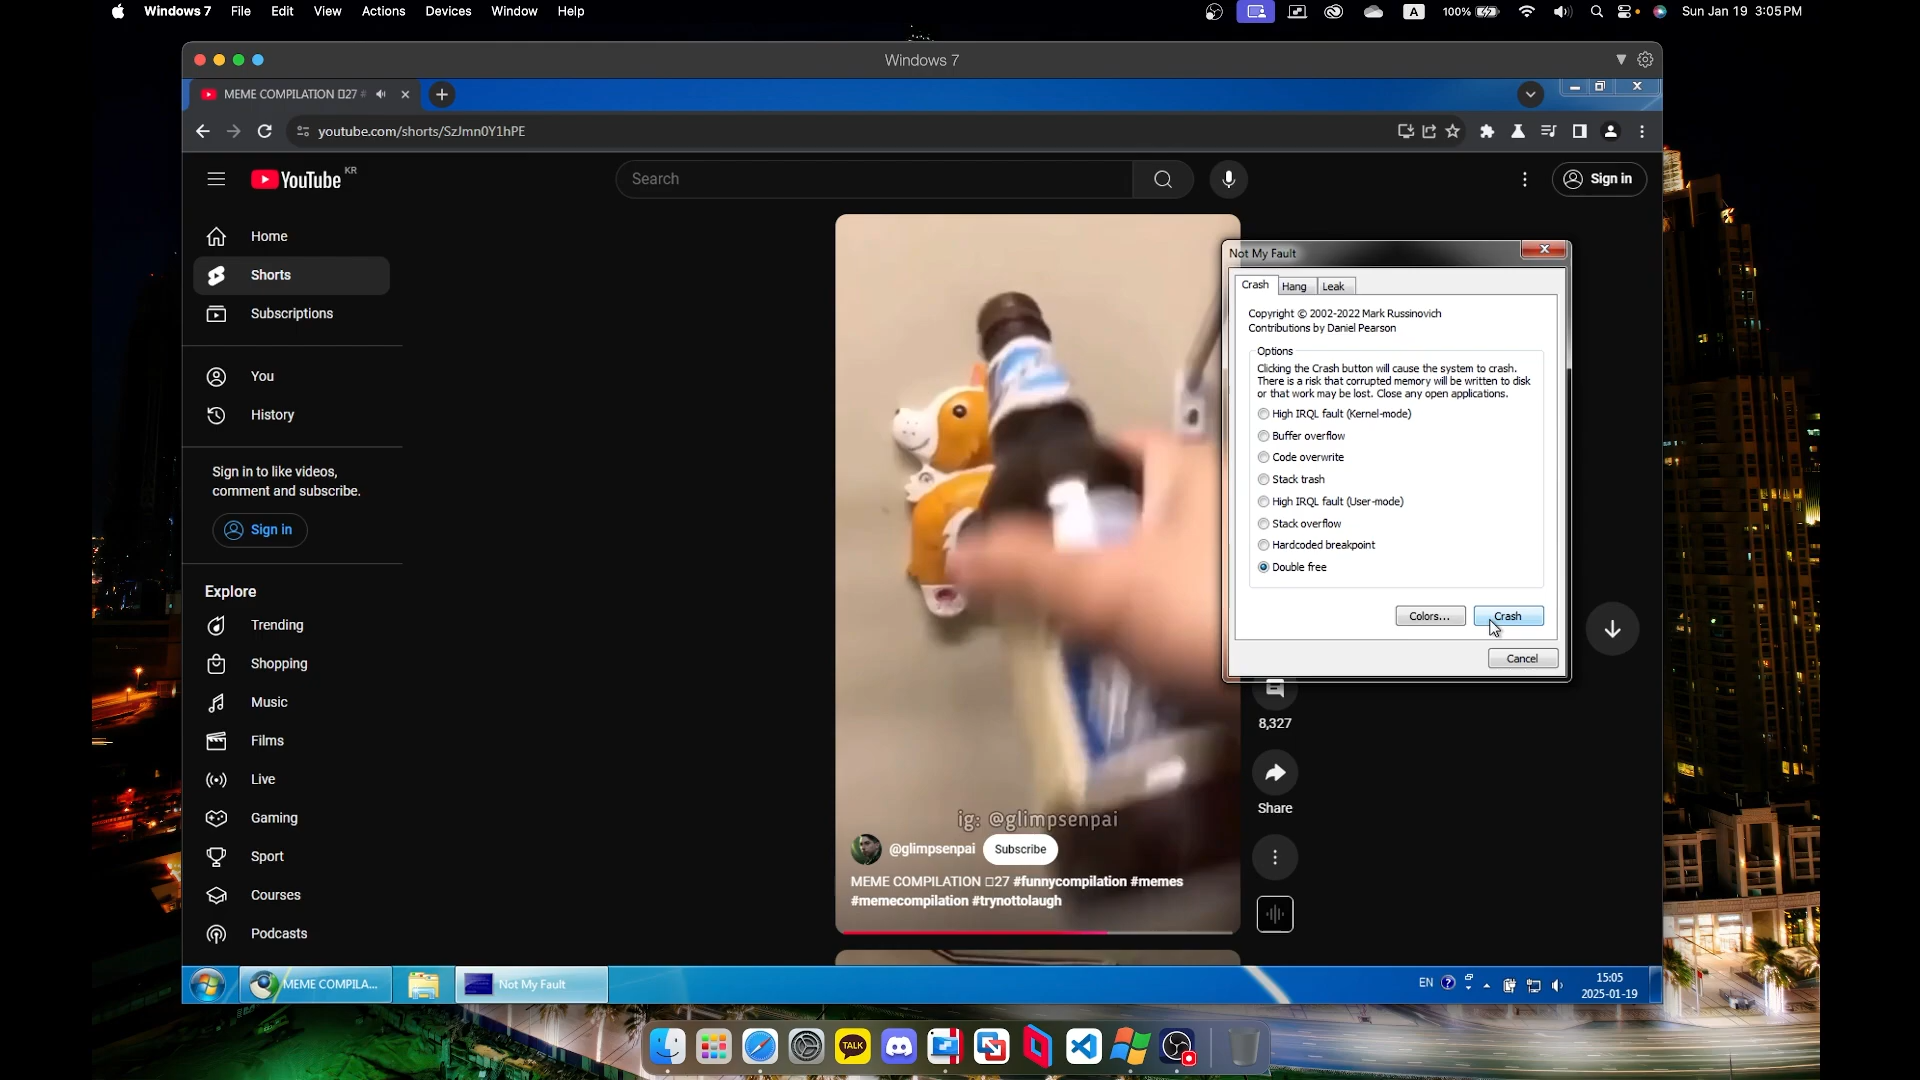 Windows 7 File Edit View Actions Devices Window Help
A 100% Sun Jan 19 3:05 PM
Windows 7
MEME COMPILATION 27 #
youtube.com/shorts/SzJmn0Y1hPE
YouTube KR
Search
Sign in
Home
Shorts
Subscriptions
You
History
Sign in to like videos,
comment and subscribe.
Sign in
Explore
Trending
Shopping
Music
Films
Live
Gaming
Sport
Courses
Podcasts
ig: @glimpsenpai
@glimpsenpai Subscribe
MEME COMPILATION 27 #funnycompilation #memes
#memecompilation #trynottolaugh
Not My Fault
Crash Hang Leak
Copyright © 2002-2022 Mark Russinovich
Contributions by Daniel Pearson
Options
Clicking the Crash button will cause the system to crash.
There is a risk that corrupted memory will be written to disk
or that work may be lost. Close any open applications.
High IRQL fault (Kernel-mode)
Buffer overflow
Code overwrite
Stack trash
High IRQL fault (User-mode)
Stack overflow
Hardcoded breakpoint
Double free
Colors... Crash
Cancel
8,327
Share
MEME COMPILA... Not My Fault
EN
15:05
2025-01-19
TALK